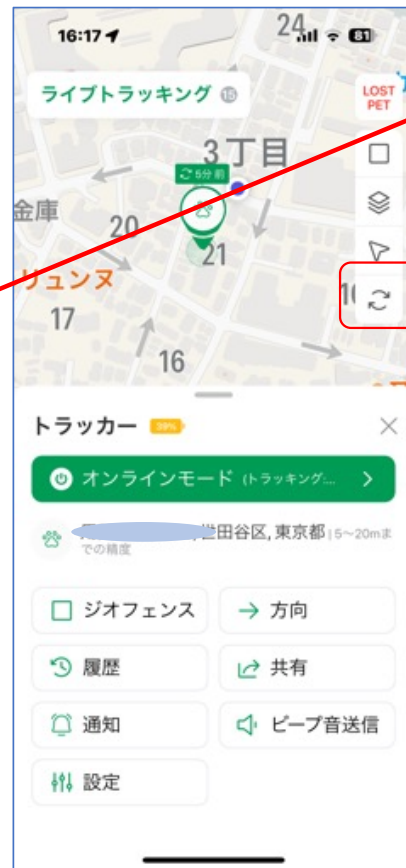 16:17
24
81
ライブトラッキング 15
LOST
PET
3丁目
5分前
金庫
20
21
リュンヌ
17
16
トラッカー 39%
オンラインモード (トラッキング:...
世田谷区, 東京都 | 5~20mま
での精度
ジオフェンス
方向
履歴
共有
通知
ビープ音送信
設定